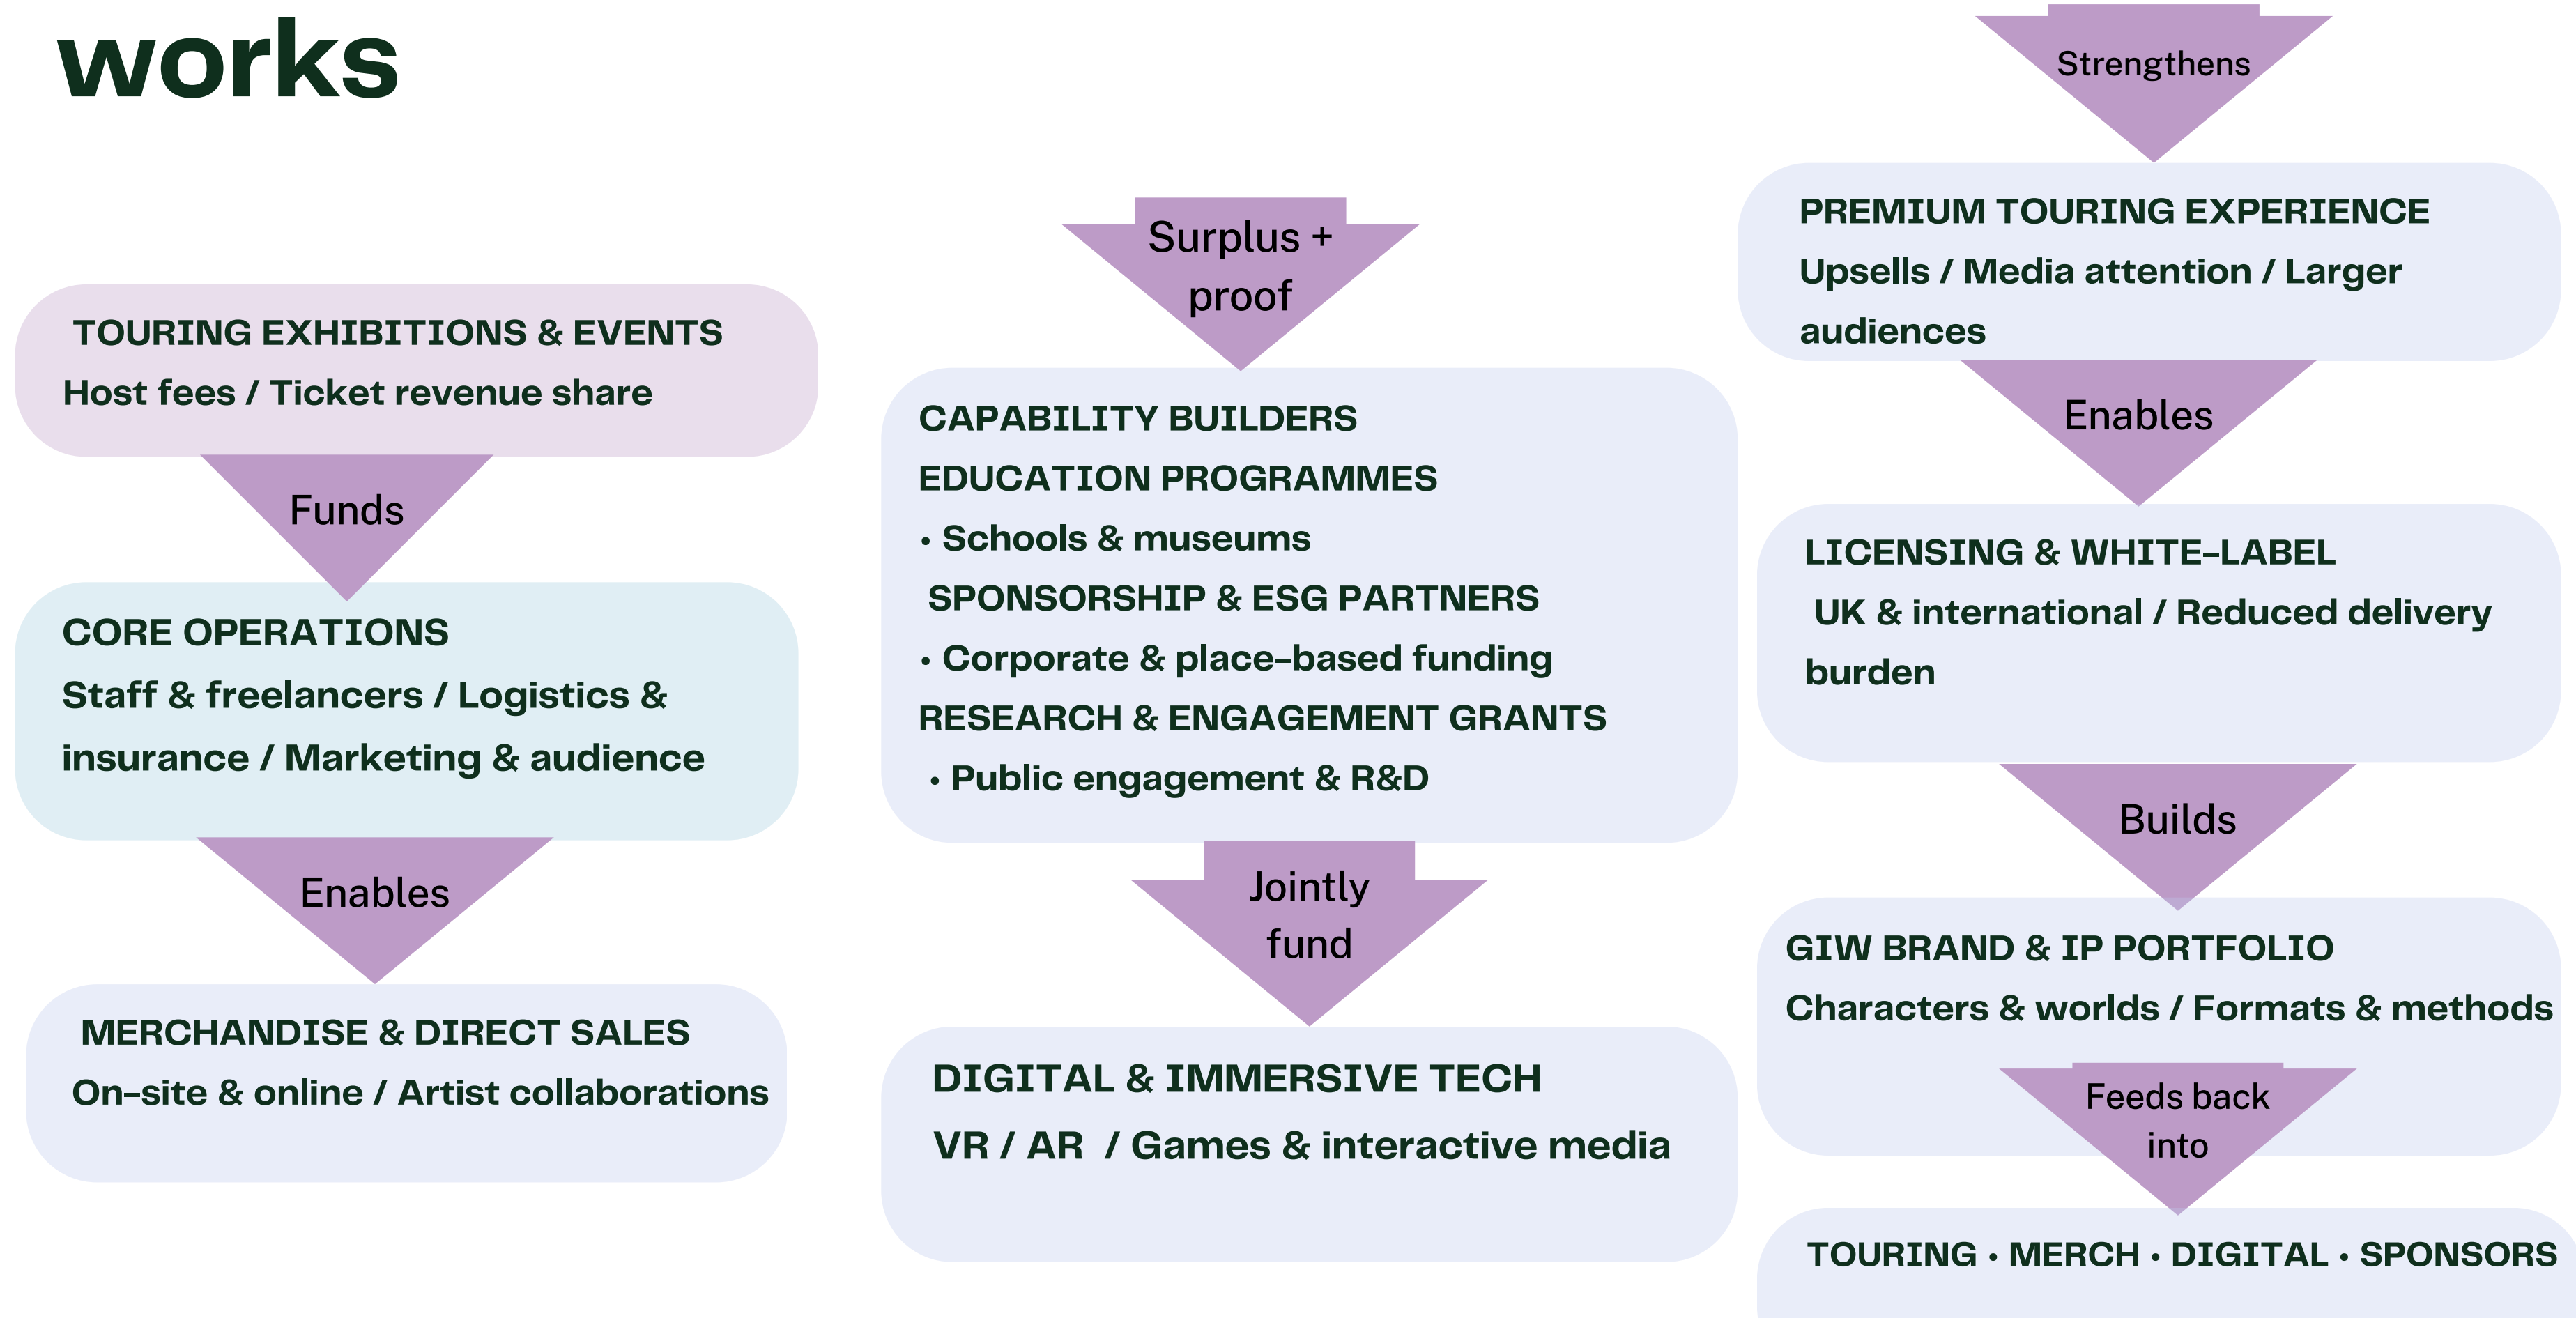 works
TOURING EXHIBITIONS & EVENTS
Host fees / Ticket revenue share
Funds
CORE OPERATIONS
Staff & freelancers / Logistics &
insurance / Marketing & audience
Enables
MERCHANDISE & DIRECT SALES
On-site & online / Artist collaborations
Surplus +
proof
CAPABILITY BUILDERS
EDUCATION PROGRAMMES
• Schools & museums
SPONSORSHIP & ESG PARTNERS
• Corporate & place-based funding
RESEARCH & ENGAGEMENT GRANTS
• Public engagement & R&D
Jointly
fund
DIGITAL & IMMERSIVE TECH
VR / AR / Games & interactive media
Strengthens
PREMIUM TOURING EXPERIENCE
Upsells / Media attention / Larger
audiences
Enables
LICENSING & WHITE-LABEL
UK & international / Reduced delivery
burden
Builds
GIW BRAND & IP PORTFOLIO
Characters & worlds / Formats & methods
Feeds back
into
TOURING • MERCH • DIGITAL • SPONSORS